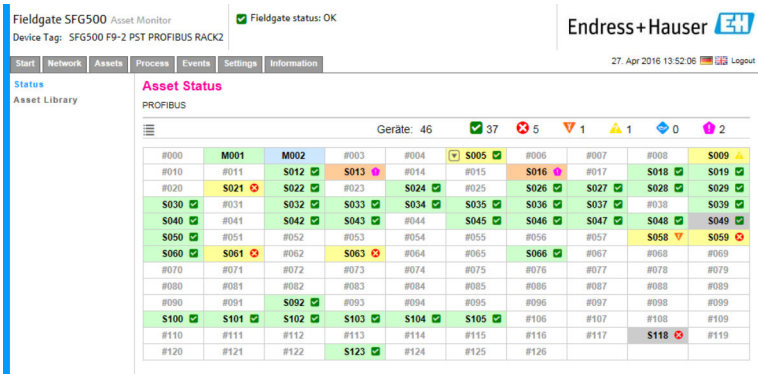 Fieldgate SFG500 Asset Monitor
Device Tag: SFG500 F9-2 PST PROFIBUS RACK2
Fieldgate status: OK
Endress+Hauser EH
Start Network Assets Process Events Settings Information
27. Apr 2016 13:52:06 Logout
Status
Asset Library
Asset Status
PROFIBUS
Geräte: 46 37 5 1 1 0 2
#000 M001 M002 #003 #004 S005 #006 #007 #008 S009
#010 #011 S012 S013 #014 #015 S016 #017 S018 S019
#020 S021 S022 #023 S024 #025 S026 S027 S028 S029
S030 #031 S032 S033 S034 S035 S036 S037 #038 S039
S040 #041 S042 S043 #044 S045 S046 S047 S048 S049
S050 #051 #052 #053 #054 #055 #056 #057 S058 S059
S060 S061 #062 S063 #064 #065 S066 #067 #068 #069
#070 #071 #072 #073 #074 #075 #076 #077 #078 #079
#080 #081 #082 #083 #084 #085 #086 #087 #088 #089
#090 #091 S092 #093 #094 #095 #096 #097 #098 #099
S100 S101 S102 S103 S104 S105 #106 #107 #108 #109
#110 #111 #112 #113 #114 #115 #116 #117 S118 #119
#120 #121 #122 S123 #124 #125 #126